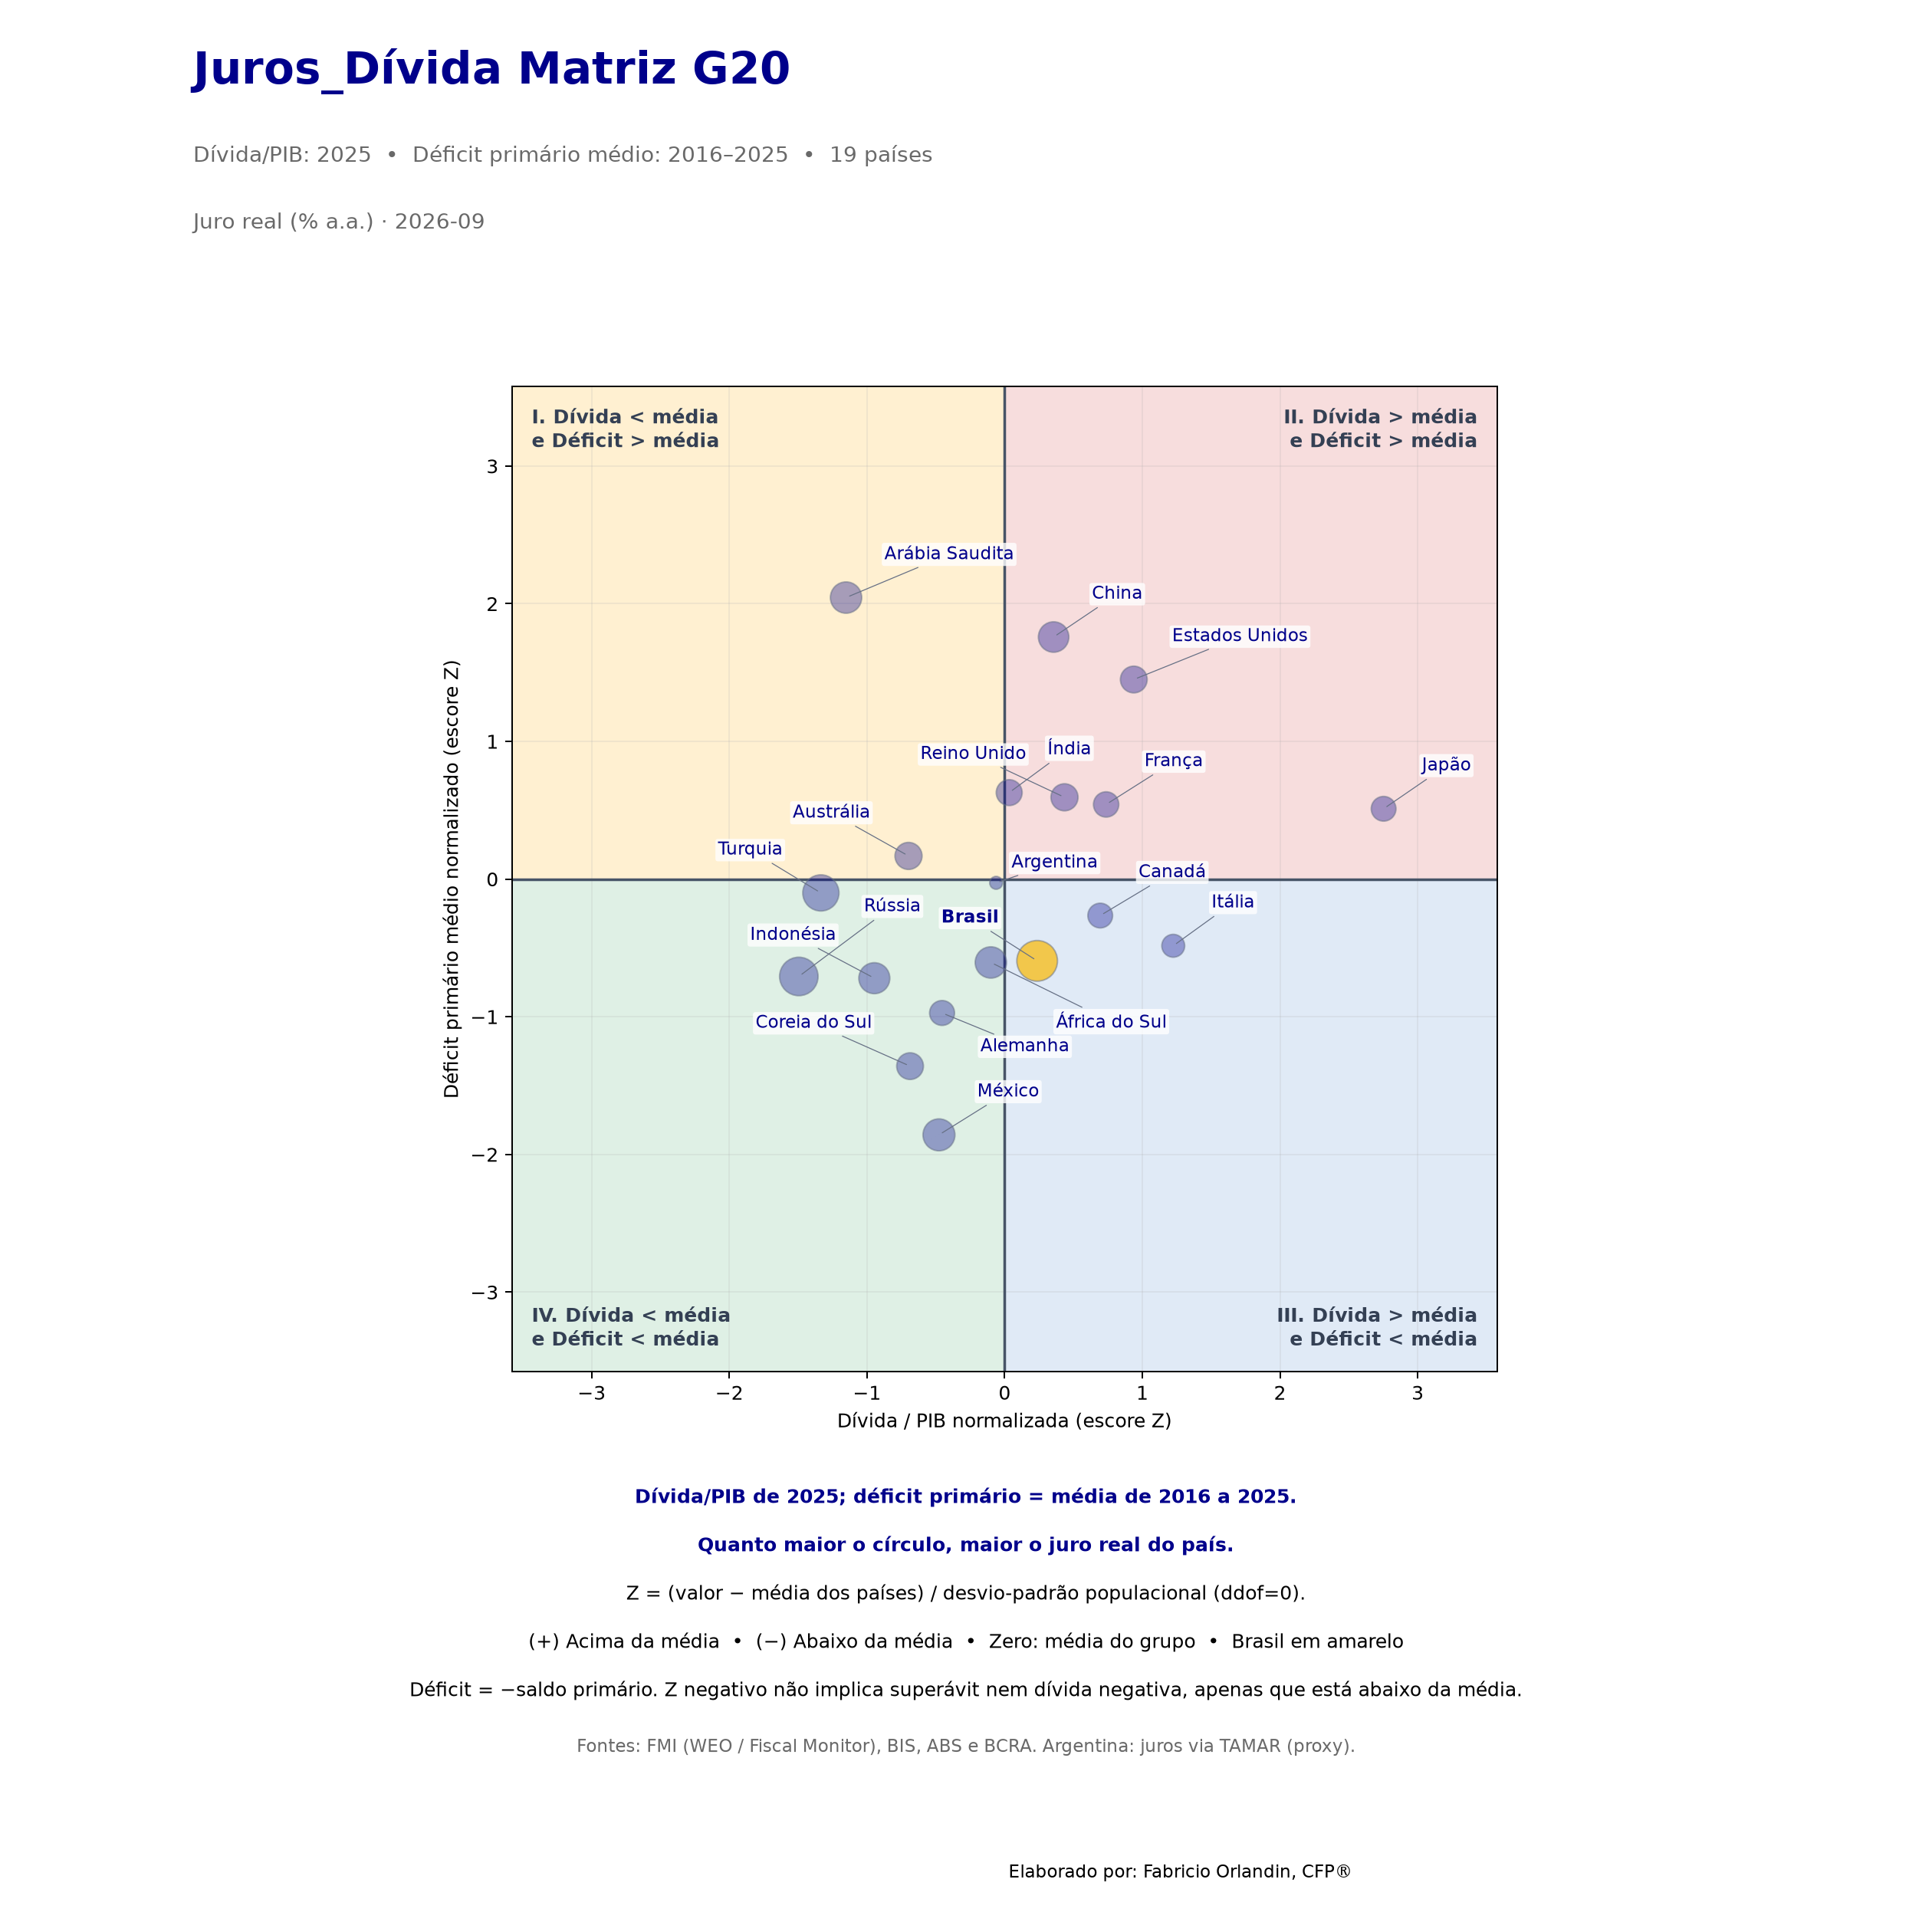 Juros_Dívida Matriz G20
Dívida/PIB: 2025 • Déficit primário médio: 2016–2025 • 19 países
Juro real (% a.a.) · 2026-09
I. Dívida < média
e Déficit > média
II. Dívida > média
e Déficit > média
3
Arábia Saudita
China
2
Estados Unidos
1
Reino Unido
Índia
França
Japão
Austrália
Turquia
Argentina
0
Canadá
Rússia
Itália
Brasil
Indonésia
−1
Coreia do Sul
África do Sul
Alemanha
México
−2
−3
IV. Dívida < média
e Déficit < média
III. Dívida > média
e Déficit < média
−3 −2 −1 0 1 2 3
Déficit primário médio normalizado (escore Z)
Dívida / PIB normalizada (escore Z)
Dívida/PIB de 2025; déficit primário = média de 2016 a 2025.
Quanto maior o círculo, maior o juro real do país.
Z = (valor − média dos países) / desvio-padrão populacional (ddof=0).
(+) Acima da média • (−) Abaixo da média • Zero: média do grupo • Brasil em amarelo
Déficit = −saldo primário. Z negativo não implica superávit nem dívida negativa, apenas que está abaixo da média.
Fontes: FMI (WEO / Fiscal Monitor), BIS, ABS e BCRA. Argentina: juros via TAMAR (proxy).
Elaborado por: Fabricio Orlandin, CFP®